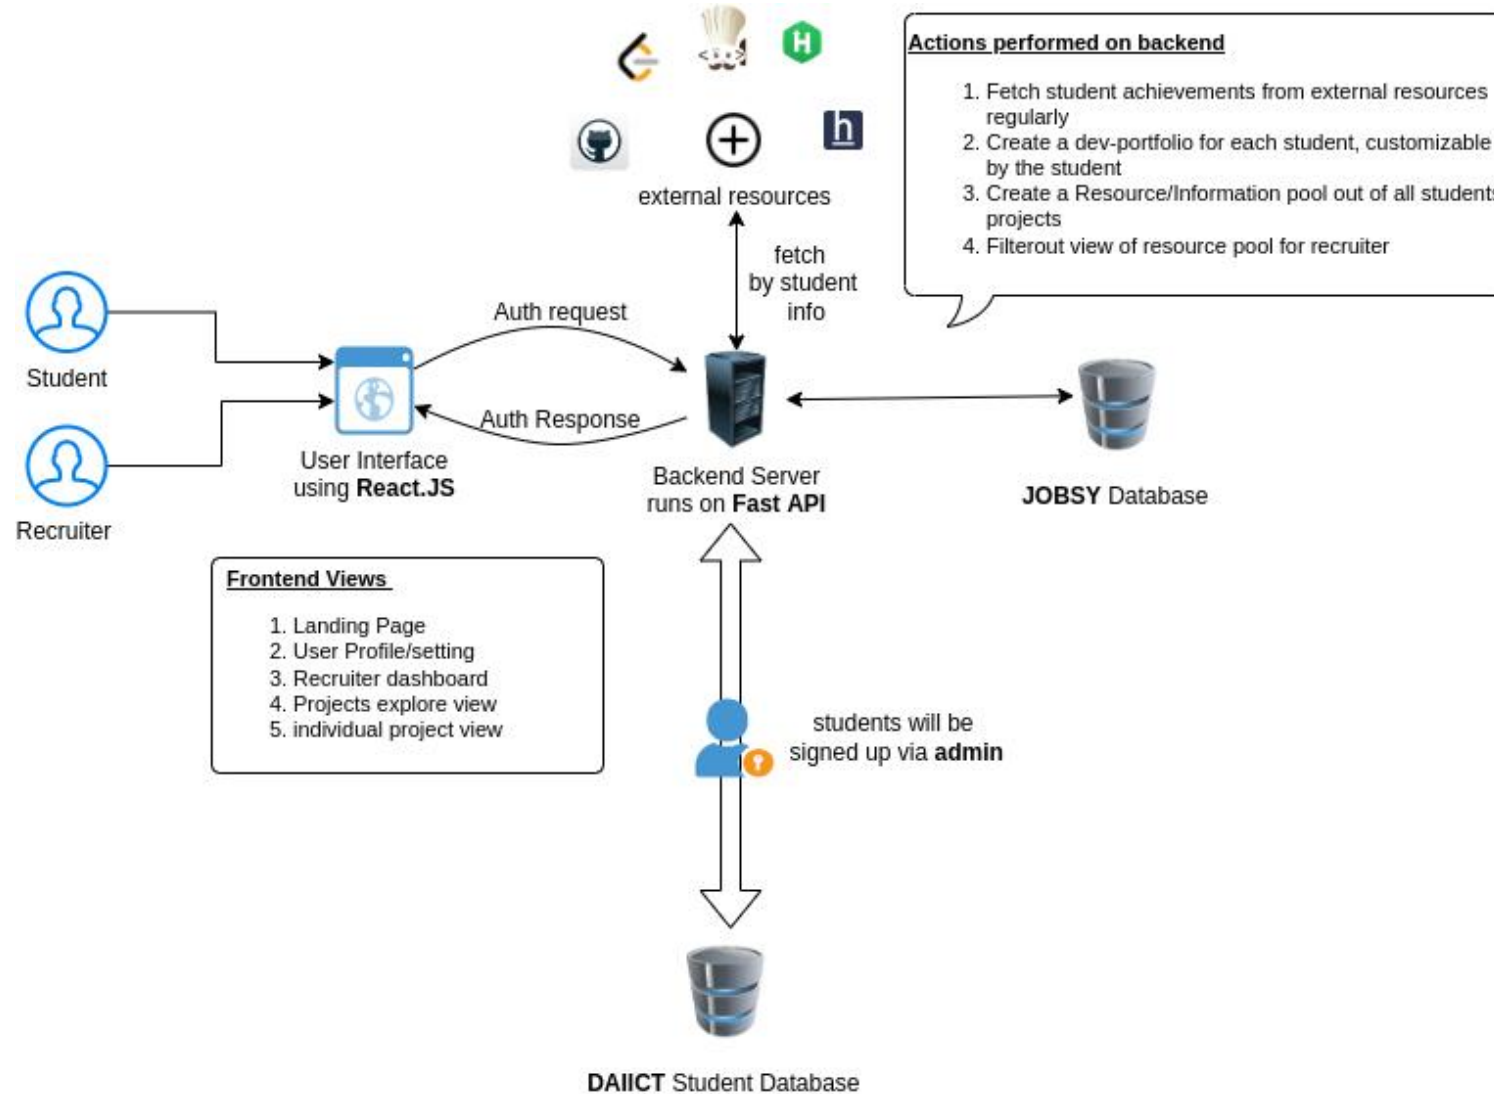 Actions performed on backend
1. Fetch student achievements from external resources
regularly
2. Create a dev-portfolio for each student, customizable
by the student
3. Create a Resource/Information pool out of all students
projects
4. Filterout view of resource pool for recruiter
H
h
external resources
fetch
by student
info
Auth request
Student
Auth Response
Recruiter
User Interface
using React.JS
Backend Server
runs on Fast API
JOBSY Database
Frontend Views
1. Landing Page
2. User Profile/setting
3. Recruiter dashboard
4. Projects explore view
5. individual project view
students will be
signed up via admin
DAIICT Student Database